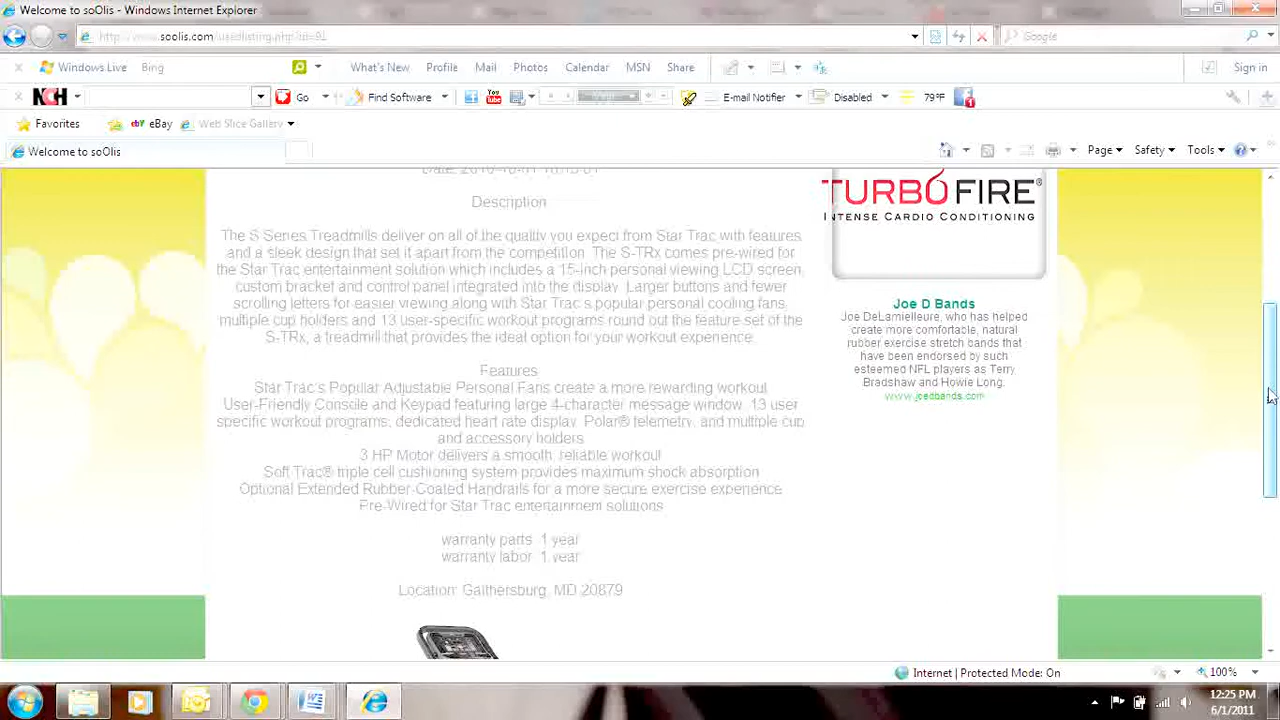 Welcome to soOlis - Windows Internet Explorer
http://www.soolis.com/usedlisting.php?id=91
Google
Windows Live Bing What's New Profile Mail Photos Calendar MSN Share Sign in
NCH Go You Tube Find Software E-mail Notifier Disabled 79°F 1
Favorites eBay Web Slice Gallery
Welcome to soOlis Page Safety Tools
Description
The S Series Treadmills deliver on all of the quality you expect from Star Trac with features
and a sleek design that set it apart from the competition. The S-TRx comes pre-wired for
the Star Trac entertainment solution which includes a 15-inch personal viewing LCD screen,
custom bracket and control panel integrated into the display. Larger buttons and fewer
scrolling letters for easier viewing along with Star Trac's popular personal cooling fans,
multiple cup holders and 13 user-specific workout programs round out the feature set of the
S-TRx, a treadmill that provides the ideal option for your workout experience.
Features
Star Trac's Popular Adjustable Personal Fans create a more rewarding workout
User-Friendly Console and Keypad featuring large 4-character message window, 13 user
specific workout programs, dedicated heart rate display, Polar® telemetry, and multiple cup
and accessory holders
3 HP Motor delivers a smooth, reliable workout
Soft Trac® triple cell cushioning system provides maximum shock absorption
Optional Extended Rubber-Coated Handrails for a more secure exercise experience
Pre-Wired for Star Trac entertainment solutions
warranty parts 1 year
warranty labor 1 year
Location: Gaithersburg, MD 20879
TURBOFIRE®
INTENSE CARDIO CONDITIONING
Joe D Bands
Joe DeLamielleure, who has helped
create more comfortable, natural
rubber exercise stretch bands that
have been endorsed by such
esteemed NFL players as Terry
Bradshaw and Howie Long.
www.joedbands.com
Internet | Protected Mode: On 100%
12:25 PM
6/1/2011